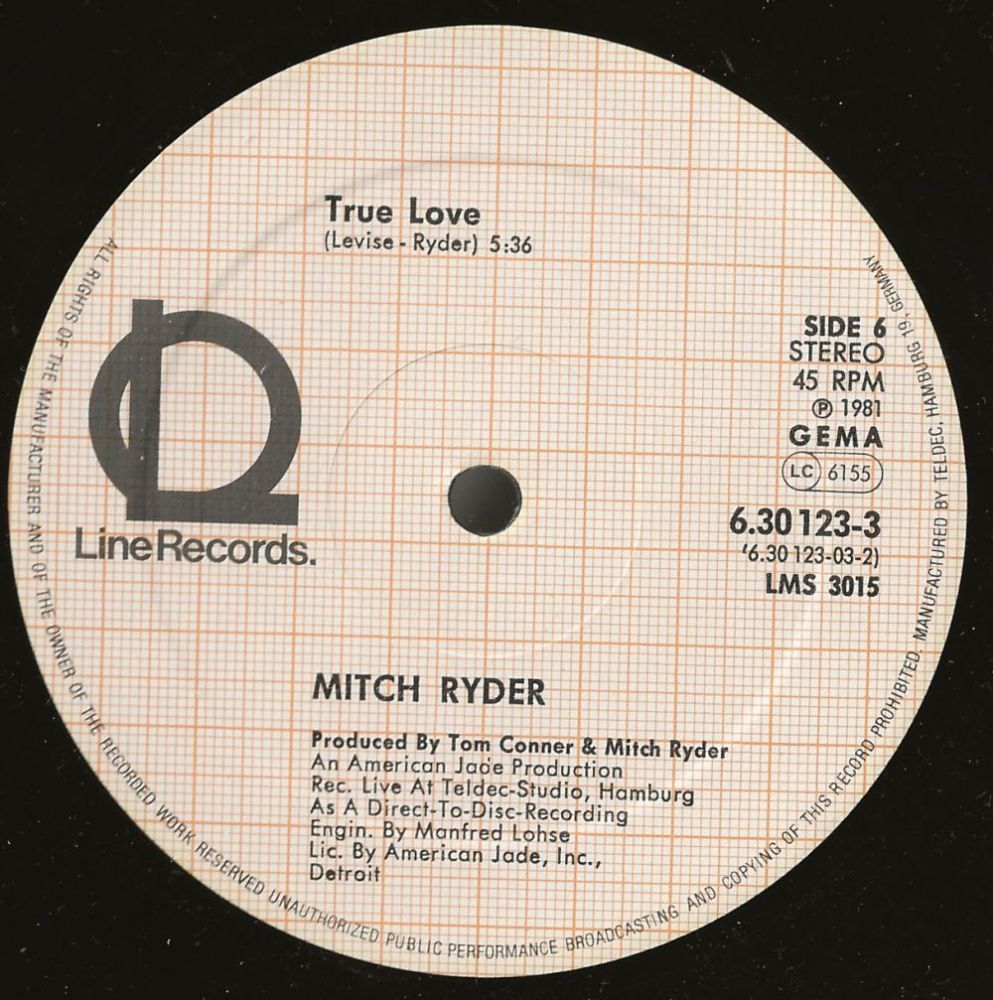 True Love
(Levise - Ryder) 5:36
SIDE 6
STEREO
45 RPM
℗ 1981
GEMA
LC 6155
6.30 123-3
'6.30 123-03-2)
LMS 3015
LineRecords.
MITCH RYDER
Produced By Tom Conner & Mitch Ryder
An American Jade Production
Rec. Live At Teldec-Studio, Hamburg
As A Direct-To-Disc-Recording
Engin. By Manfred Lohse
Lic. By American Jade, Inc.,
Detroit
ALL RIGHTS OF THE MANUFACTURER AND OF THE OWNER OF THE RECORDED WORK RESERVED UNAUTHORIZED PUBLIC PERFORMANCE BROADCASTING AND COPYING OF THIS RECORD PROHIBITED. MANUFACTURED BY TELDEC, HAMBURG 19, GERMANY